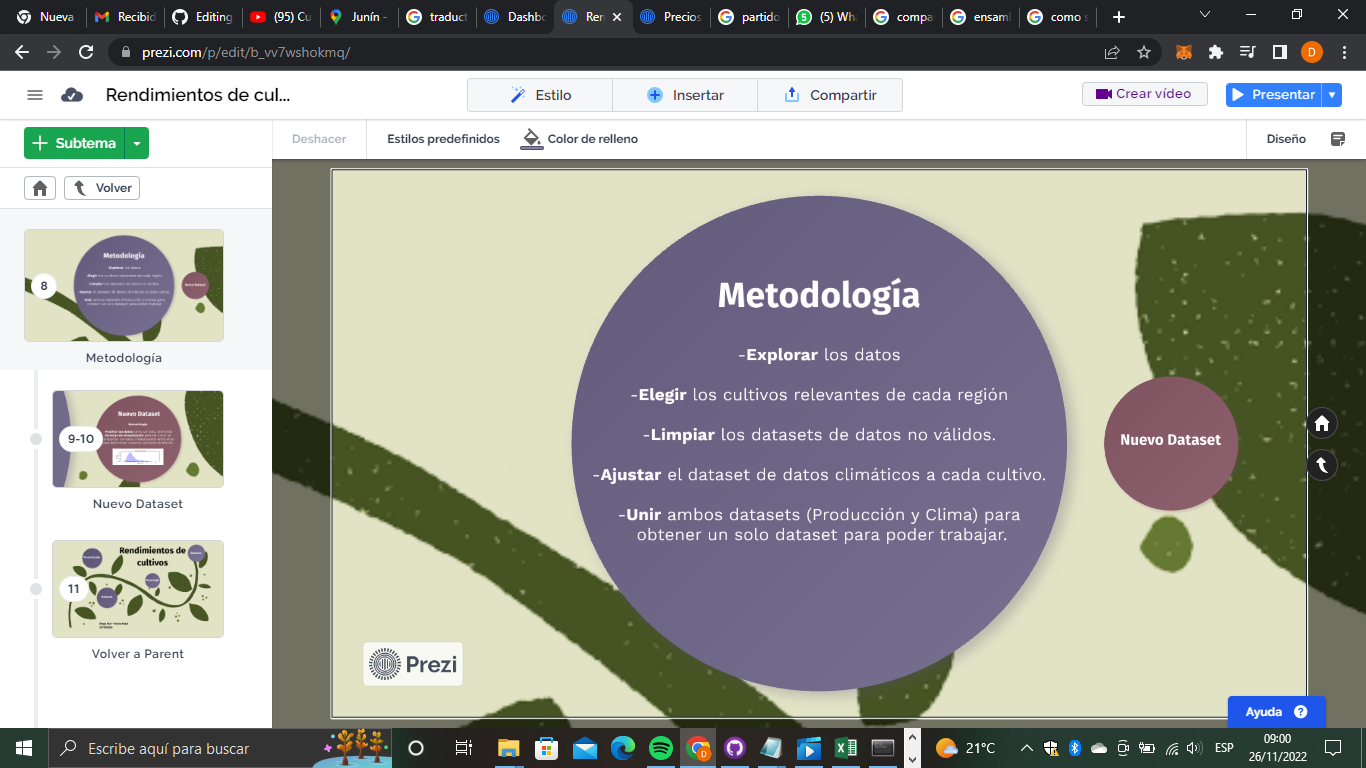 Nueva
Recibid
Editing
(95) Cu
Junín -
traduct
Dashbo
Ren
Precios
partido
(5) Wha
compa
ensaml
como s
prezi.com/p/edit/b_vv7wshokmq/
D
Rendimientos de cul...
Estilo
Insertar
Compartir
Crear vídeo
Presentar
Subtema
Deshacer
Estilos predefinidos
Color de relleno
Diseño
Volver
8
Metodología
9-10
Nuevo Dataset
Nuevo Dataset
11
Rendimientos de
cultivos
Volver a Parent
Metodología
-Explorar los datos
-Elegir los cultivos relevantes de cada región
-Limpiar los datasets de datos no válidos.
-Ajustar el dataset de datos climáticos a cada cultivo.
-Unir ambos datasets (Producción y Clima) para
obtener un solo dataset para poder trabajar.
Nuevo Dataset
Prezi
Ayuda
Escribe aquí para buscar
21°C
ESP
09:00
26/11/2022